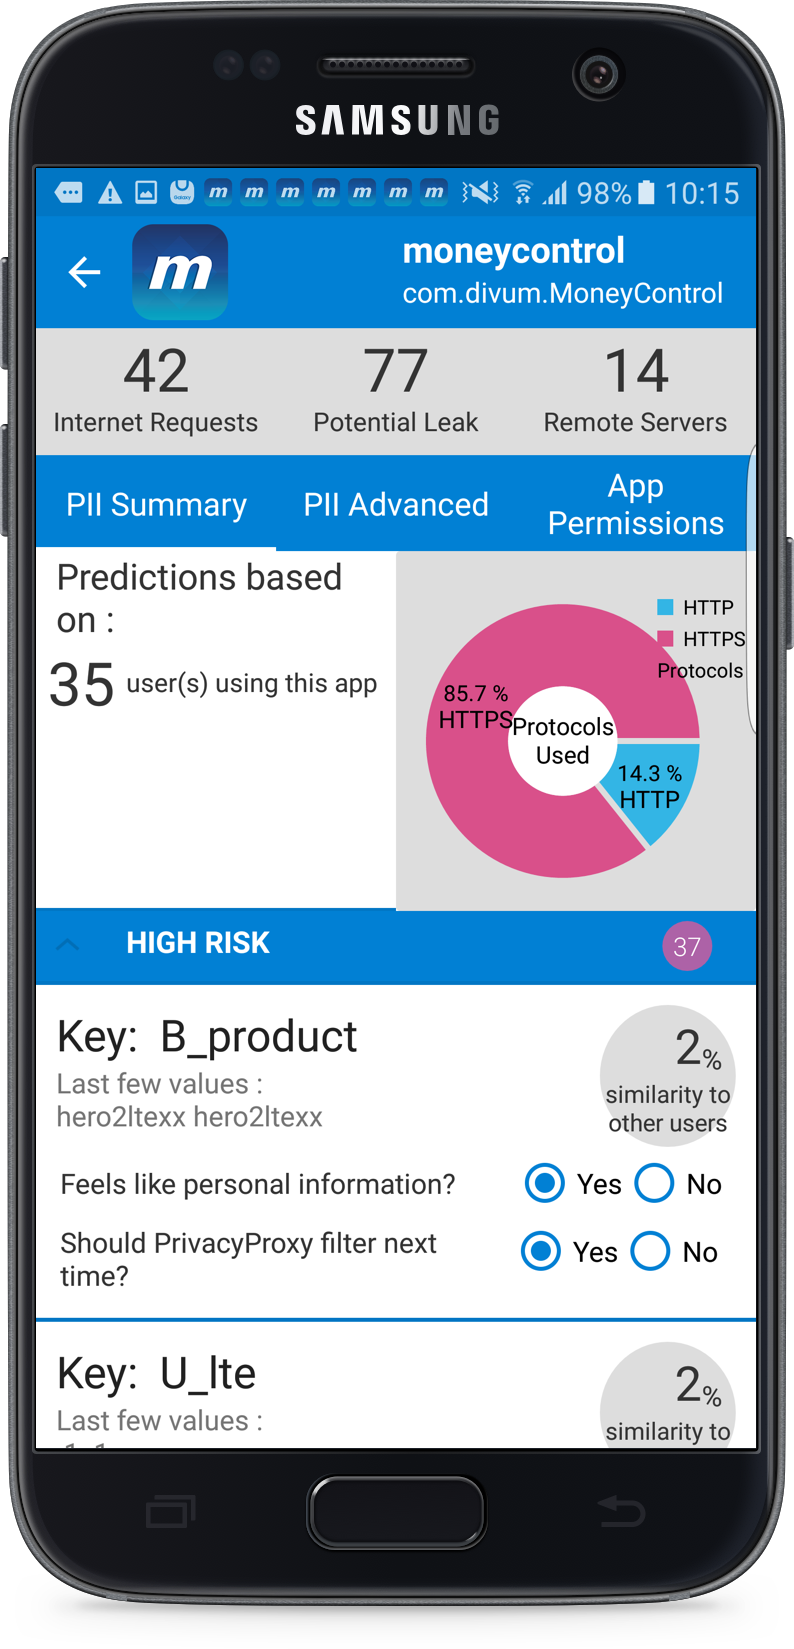 SAMSUNG
m m m m m m m 98% 10:15
m
moneycontrol
com.divum.MoneyControl
42 77 14
Internet Requests Potential Leak Remote Servers
PII Summary PII Advanced App Permissions
Predictions based
on :
35 user(s) using this app
HTTP
HTTPS
Protocols
85.7 %
HTTPS
Protocols
Used
14.3 %
HTTP
HIGH RISK 37
Key: B_product
Last few values :
hero2ltexx hero2ltexx
2%
similarity to
other users
Feels like personal information? Yes No
Should PrivacyProxy filter next
time? Yes No
Key: U_lte
Last few values :
2%
similarity to